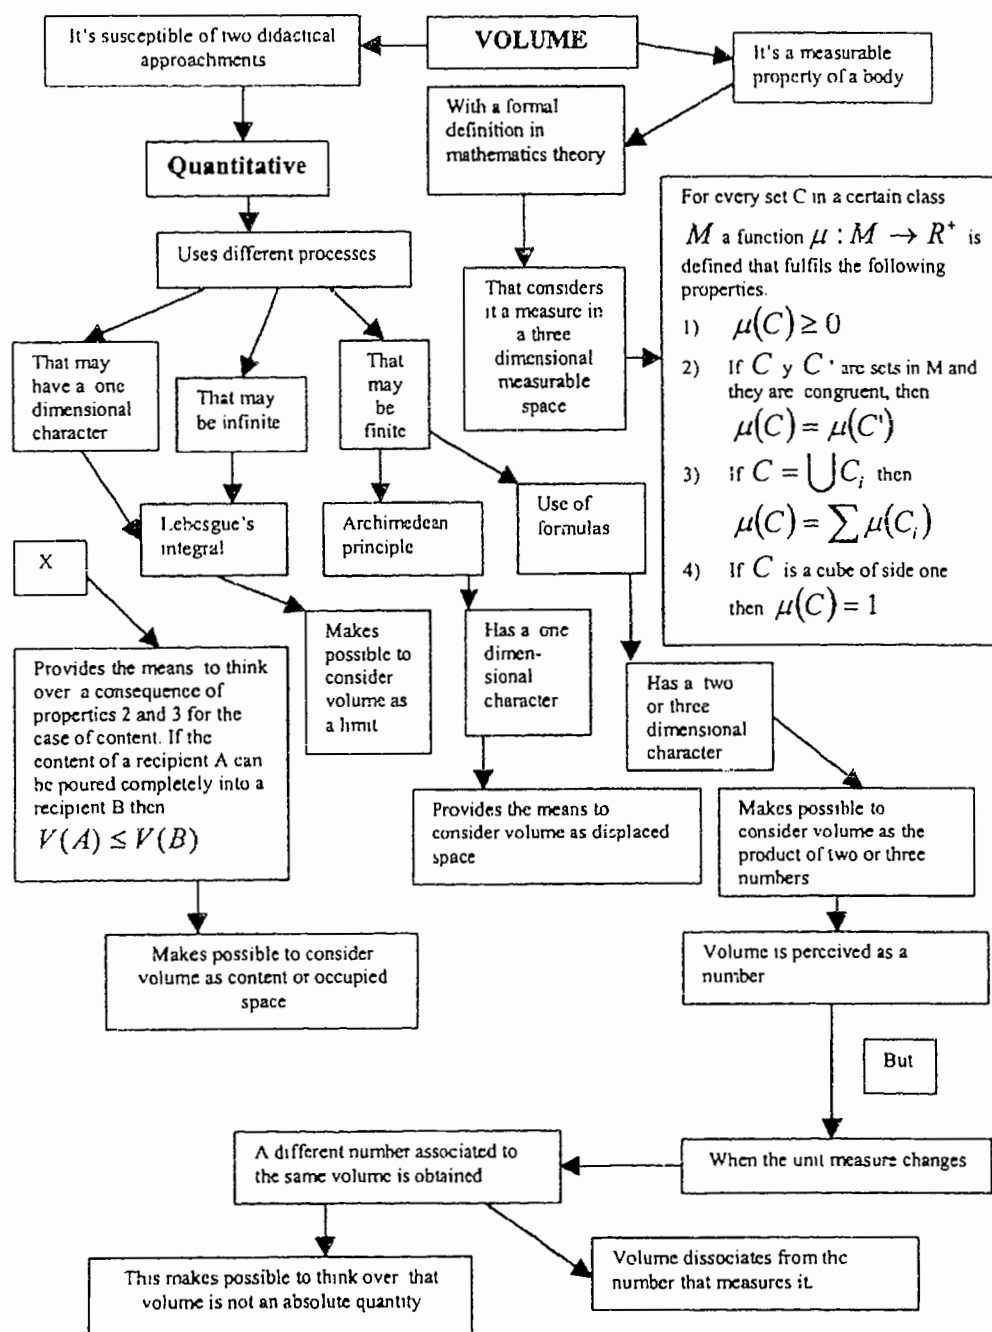 It's susceptible of two didactical
approachments
VOLUME
It's a measurable
property of a body
With a formal
definition in
mathematics theory
Quantitative
Uses different processes
That considers
it a measure in
a three
dimensional
measurable
space
For every set C in a certain class
M a function μ : M → R⁺ is
defined that fulfils the following
properties.
1) μ(C) ≥ 0
2) If C y C' are sets in M and
they are congruent, then
μ(C) = μ(C')
3) If C = ⋃ Cᵢ then
μ(C) = ∑ μ(Cᵢ)
4) If C is a cube of side one
then μ(C) = 1
That may
have a one
dimensional
character
That may
be infinite
That
may
be
finite
Lebesgue's
integral
Archimedean
principle
Use of
formulas
X
Makes
possible to
consider
volume as
a limit
Has a one
dimen-
sional
character
Has a two
or three
dimensional
character
Provides the means to think
over a consequence of
properties 2 and 3 for the
case of content. If the
content of a recipient A can
be poured completely into a
recipient B then
V(A) ≤ V(B)
Provides the means to
consider volume as displaced
space
Makes possible to
consider volume as the
product of two or three
numbers
Makes possible to consider
volume as content or occupied
space
Volume is perceived as a
number
But
When the unit measure changes
A different number associated to
the same volume is obtained
Volume dissociates from the
number that measures it.
This makes possible to think over that
volume is not an absolute quantity